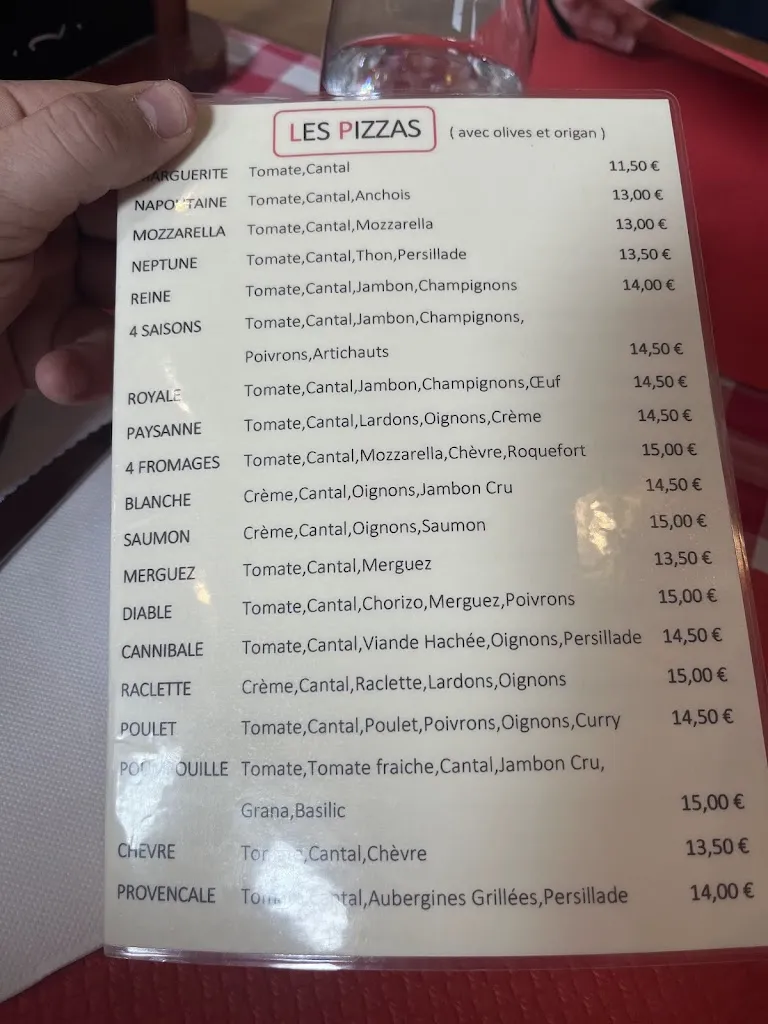 LES PIZZAS ( avec olives et origan )
MARGUERITE Tomate,Cantal 11,50 €
NAPOLITAINE Tomate,Cantal,Anchois 13,00 €
MOZZARELLA Tomate,Cantal,Mozzarella 13,00 €
NEPTUNE Tomate,Cantal,Thon,Persillade 13,50 €
REINE Tomate,Cantal,Jambon,Champignons 14,00 €
4 SAISONS Tomate,Cantal,Jambon,Champignons,
Poivrons,Artichauts 14,50 €
ROYALE Tomate,Cantal,Jambon,Champignons,Œuf 14,50 €
PAYSANNE Tomate,Cantal,Lardons,Oignons,Crème 14,50 €
4 FROMAGES Tomate,Cantal,Mozzarella,Chèvre,Roquefort 15,00 €
BLANCHE Crème,Cantal,Oignons,Jambon Cru 14,50 €
SAUMON Crème,Cantal,Oignons,Saumon 15,00 €
MERGUEZ Tomate,Cantal,Merguez 13,50 €
DIABLE Tomate,Cantal,Chorizo,Merguez,Poivrons 15,00 €
CANNIBALE Tomate,Cantal,Viande Hachée,Oignons,Persillade 14,50 €
RACLETTE Crème,Cantal,Raclette,Lardons,Oignons 15,00 €
POULET Tomate,Cantal,Poulet,Poivrons,Oignons,Curry 14,50 €
Tomate,Tomate fraiche,Cantal,Jambon Cru,
Grana,Basilic 15,00 €
CHEVRE Tomate,Cantal,Chèvre 13,50 €
PROVENCALE Tomate,Cantal,Aubergines Grillées,Persillade 14,00 €